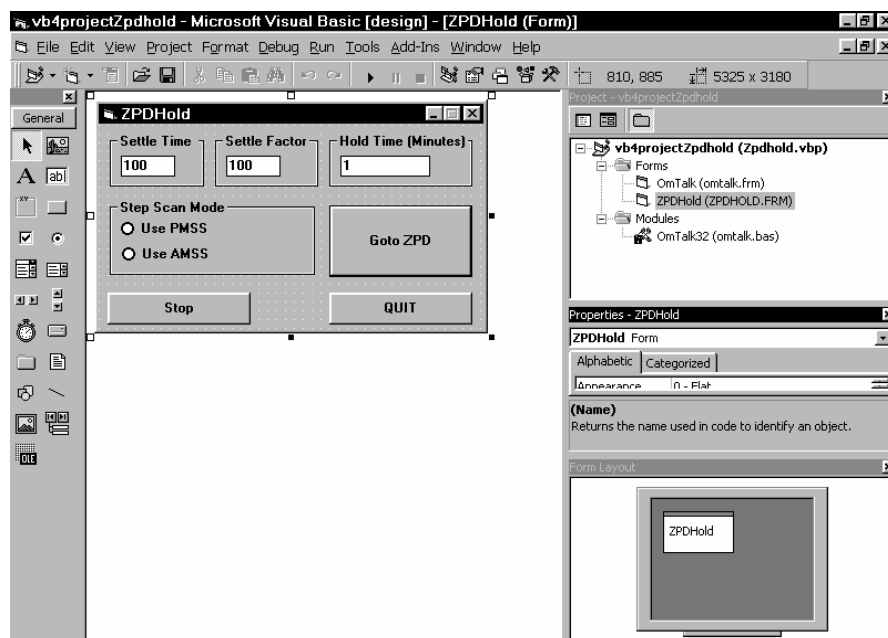 vb4projectZpdhold - Microsoft Visual Basic [design] - [ZPDHold (Form)]
File Edit View Project Format Debug Run Tools Add-Ins Window Help
810, 885 5325 x 3180
General
A
ab|
XY
OLE
ZPDHold
Settle Time
100
Settle Factor
100
Hold Time (Minutes)
1
Step Scan Mode
Use PMSS
Use AMSS
Goto ZPD
Stop
QUIT
Project - vb4projectZpdhold
vb4projectZpdhold (Zpdhold.vbp)
Forms
OmTalk (omtalk.frm)
ZPDHold (ZPDHOLD.FRM)
Modules
OmTalk32 (omtalk.bas)
Properties - ZPDHold
ZPDHold Form
Alphabetic Categorized
Appearance 0 - Flat
(Name)
Returns the name used in code to identify an object.
Form Layout
ZPDHold